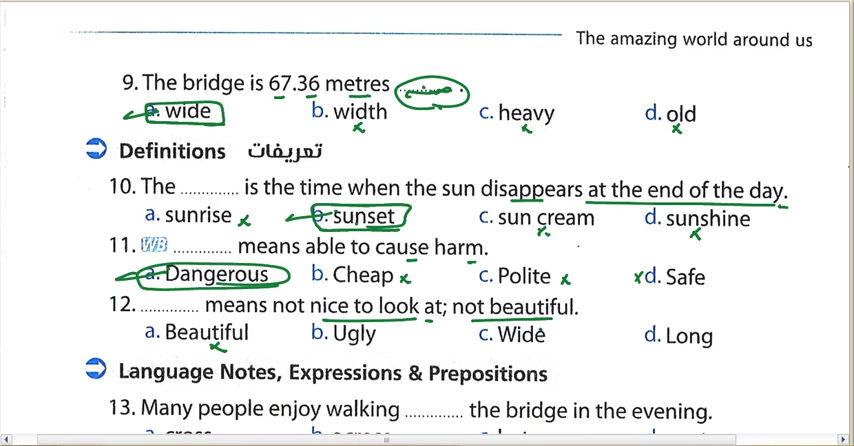 The amazing world around us
9. The bridge is 67.36 metres ..............
a. wide b. width c. heavy d. old
Definitions تعريفات
10. The .............. is the time when the sun disappears at the end of the day.
a. sunrise b. sunset c. sun cream d. sunshine
11. WB .............. means able to cause harm.
a. Dangerous b. Cheap c. Polite d. Safe
12. .............. means not nice to look at; not beautiful.
a. Beautiful b. Ugly c. Wide d. Long
Language Notes, Expressions & Prepositions
13. Many people enjoy walking .............. the bridge in the evening.